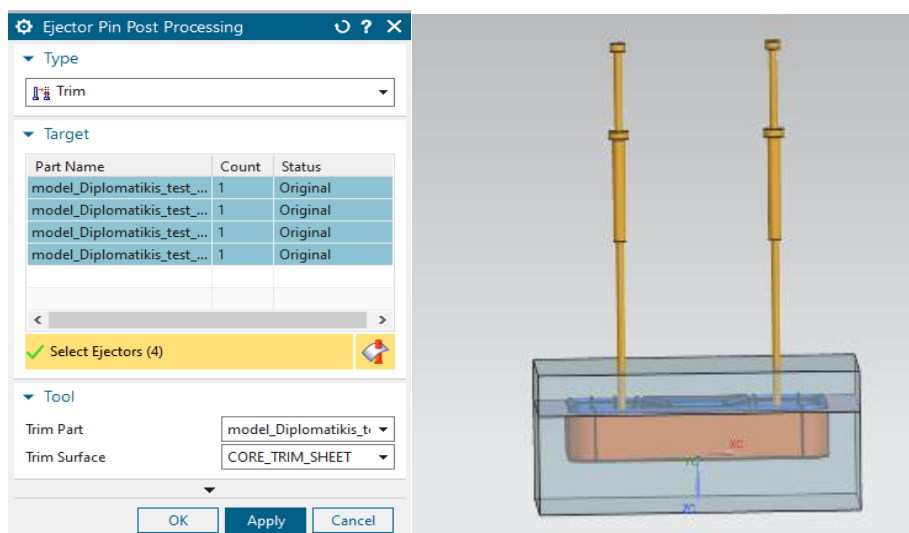 Ejector Pin Post Processing
Type
Trim
Target
Part Name Count Status
model_Diplomatikis_test_... 1 Original
model_Diplomatikis_test_... 1 Original
model_Diplomatikis_test_... 1 Original
model_Diplomatikis_test_... 1 Original
Select Ejectors (4)
Tool
Trim Part model_Diplomatikis_t
Trim Surface CORE_TRIM_SHEET
OK Apply Cancel
XC
YC
ZC